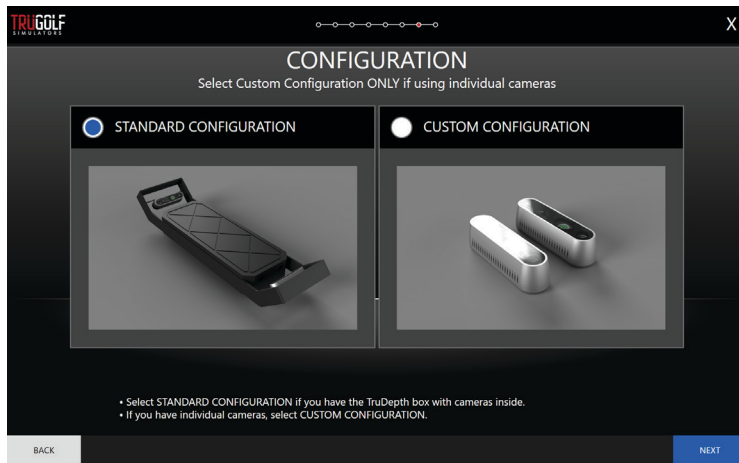 TRUGOLF
SIMULATORS
X
CONFIGURATION
Select Custom Configuration ONLY if using individual cameras
STANDARD CONFIGURATION
CUSTOM CONFIGURATION
• Select STANDARD CONFIGURATION if you have the TruDepth box with cameras inside.
• If you have individual cameras, select CUSTOM CONFIGURATION.
BACK
NEXT